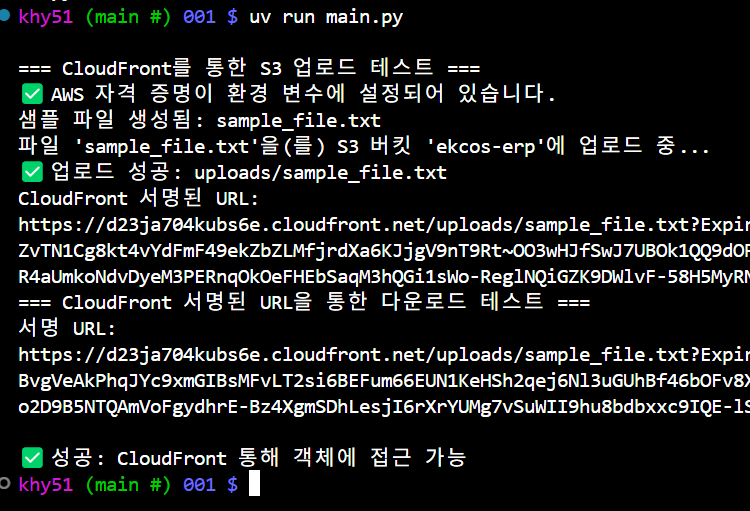 khy51 (main #) 001 $ uv run main.py
=== CloudFront를 통한 S3 업로드 테스트 ===
✅ AWS 자격 증명이 환경 변수에 설정되어 있습니다.
샘플 파일 생성됨: sample_file.txt
파일 'sample_file.txt'을(를) S3 버킷 'ekcos-erp'에 업로드 중...
✅ 업로드 성공: uploads/sample_file.txt
CloudFront 서명된 URL:
https://d23ja704kubs6e.cloudfront.net/uploads/sample_file.txt?Expir
ZvTN1Cg8kt4vYdFmF49ekZbZLMfjrdXa6KJjgV9nT9Rt~OO3wHJfSwJ7UBOk1QQ9dOF
R4aUmkoNdvDyeM3PERnqOkOeFHEbSaqM3hQGi1sWo-ReglNQiGZK9DWlvF-58H5MyRN
=== CloudFront 서명된 URL을 통한 다운로드 테스트 ===
서명 URL:
https://d23ja704kubs6e.cloudfront.net/uploads/sample_file.txt?Expir
BvgVeAkPhqJYc9xmGIBsMFvLT2si6BEFum66EUN1KeHSh2qej6Nl3uGUhBf46bOFv8X
o2D9B5NTQAmVoFgydhrE-Bz4XgmSDhLesjI6rXrYUMg7vSuWII9hu8bdbxxc9IQE-lS
✅ 성공: CloudFront 통해 객체에 접근 가능
khy51 (main #) 001 $